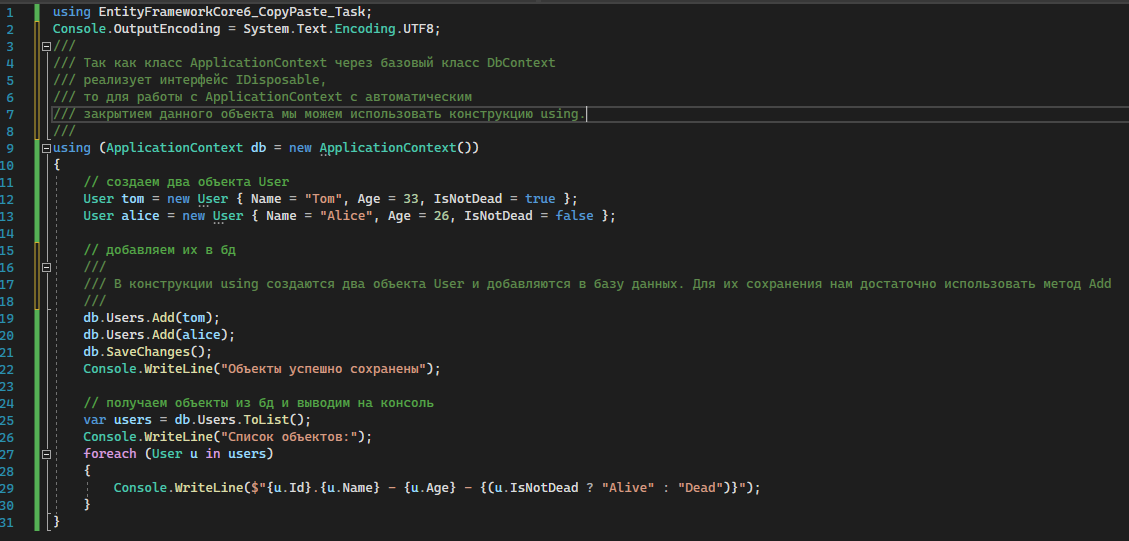 1 using EntityFrameworkCore6_CopyPaste_Task;
2 Console.OutputEncoding = System.Text.Encoding.UTF8;
3 ///
4 /// Так как класс ApplicationContext через базовый класс DbContext
5 /// реализует интерфейс IDisposable,
6 /// то для работы с ApplicationContext с автоматическим
7 /// закрытием данного объекта мы можем использовать конструкцию using.
8 ///
9 using (ApplicationContext db = new ApplicationContext())
10 {
11 // создаем два объекта User
12 User tom = new User { Name = "Tom", Age = 33, IsNotDead = true };
13 User alice = new User { Name = "Alice", Age = 26, IsNotDead = false };
14
15 // добавляем их в бд
16 ///
17 /// В конструкции using создаются два объекта User и добавляются в базу данных. Для их сохранения нам достаточно использовать метод Add
18 ///
19 db.Users.Add(tom);
20 db.Users.Add(alice);
21 db.SaveChanges();
22 Console.WriteLine("Объекты успешно сохранены");
23
24 // получаем объекты из бд и выводим на консоль
25 var users = db.Users.ToList();
26 Console.WriteLine("Список объектов:");
27 foreach (User u in users)
28 {
29 Console.WriteLine($"{u.Id}.{u.Name} - {u.Age} - {(u.IsNotDead ? "Alive" : "Dead")}");
30 }
31 }